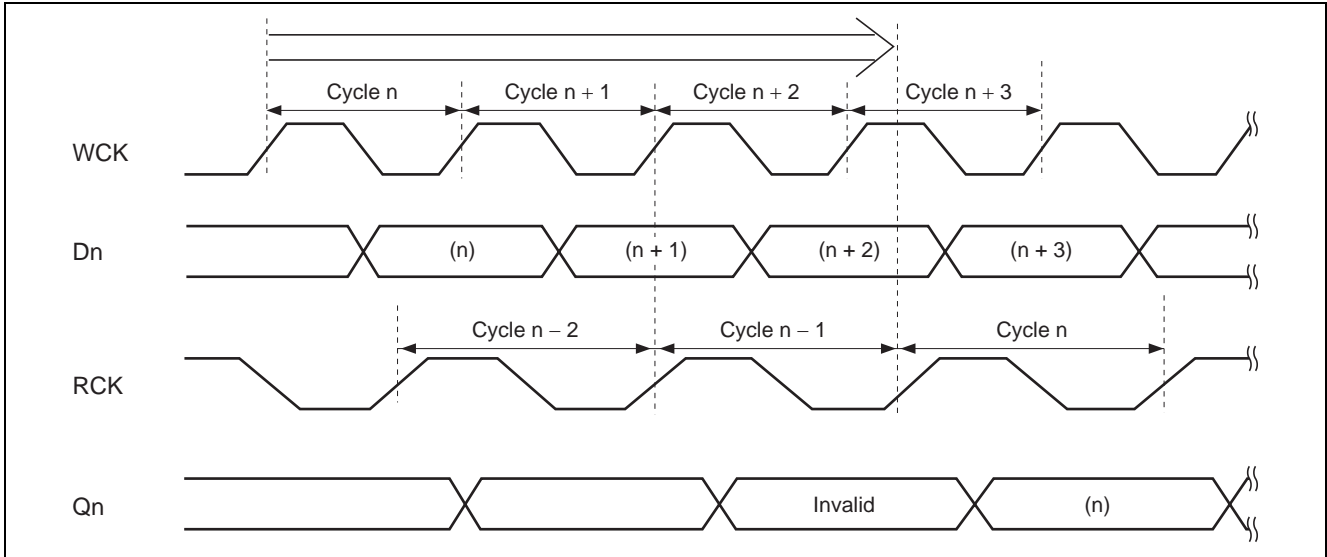 Cycle n
Cycle n + 1
Cycle n + 2
Cycle n + 3
WCK
Dn
(n)
(n + 1)
(n + 2)
(n + 3)
Cycle n − 2
Cycle n − 1
Cycle n
RCK
Qn
Invalid
(n)